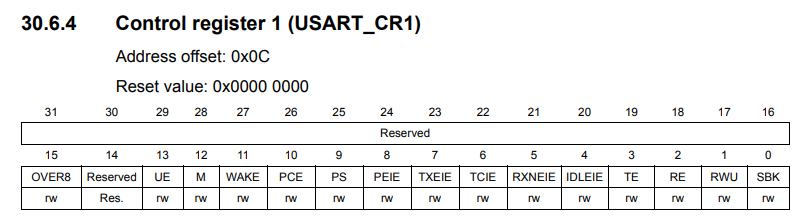 30.6.4 Control register 1 (USART_CR1)
Address offset: 0x0C
Reset value: 0x0000 0000
31 30 29 28 27 26 25 24 23 22 21 20 19 18 17 16
Reserved
15 14 13 12 11 10 9 8 7 6 5 4 3 2 1 0
OVER8 Reserved UE M WAKE PCE PS PEIE TXEIE TCIE RXNEIE IDLEIE TE RE RWU SBK
rw Res. rw rw rw rw rw rw rw rw rw rw rw rw rw rw